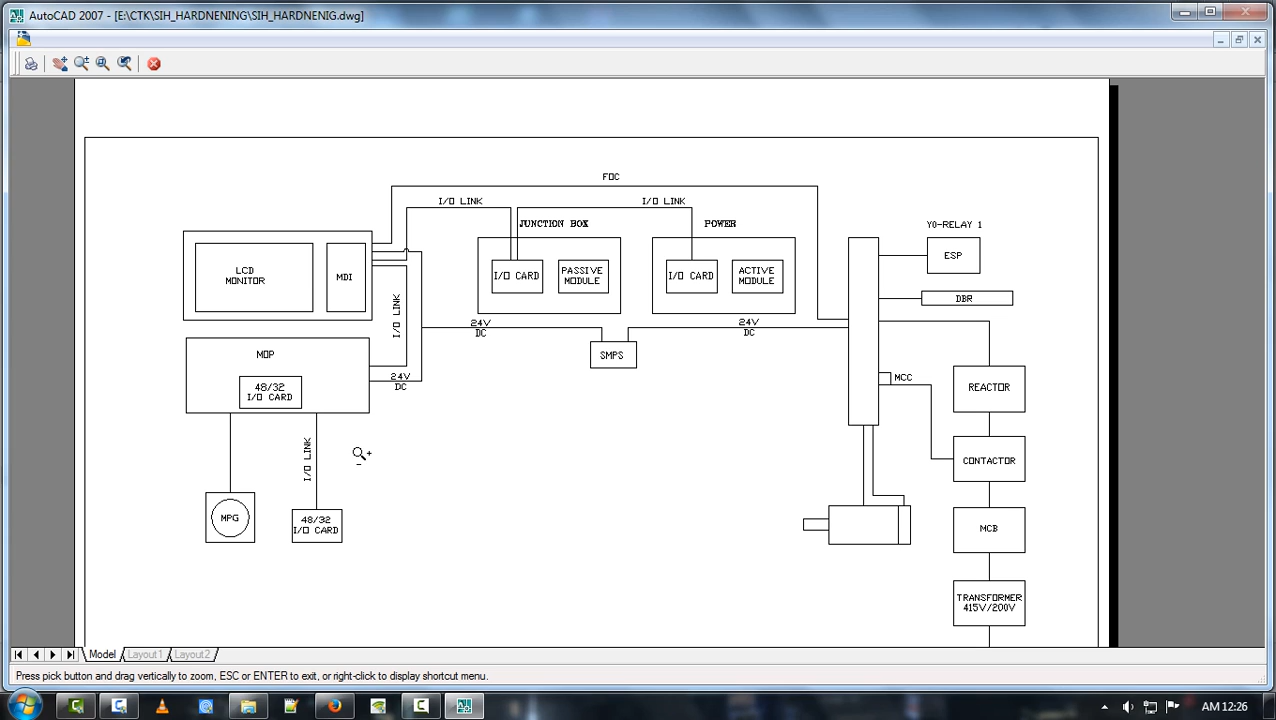 AutoCAD 2007 - [E:\CTK\SIH_HARDNENING\SIH_HARDNENIG.dwg]
FOC
I/O LINK
I/O LINK
JUNCTION BOX
POWER
Y0-RELAY 1
LCD
MONITOR
MDI
I/O CARD
PASSIVE
MODULE
I/O CARD
ACTIVE
MODULE
ESP
DBR
I/O LINK
24V
DC
24V
DC
SMPS
MOP
48/32
I/O CARD
24V
DC
MCC
REACTOR
I/O LINK
CONTACTOR
MPG
48/32
I/O CARD
MCB
TRANSFORMER
415V/200V
Model
Layout1
Layout2
Press pick button and drag vertically to zoom, ESC or ENTER to exit, or right-click to display shortcut menu.
AM 12:26